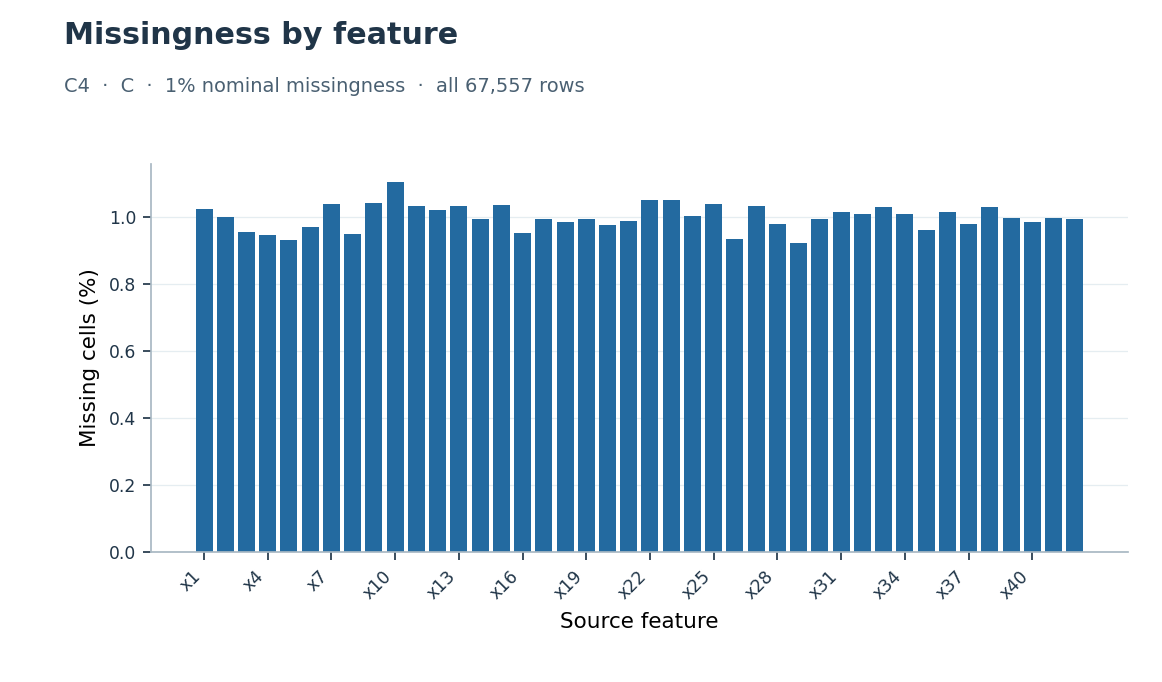 Missingness by feature
C4 · C · 1% nominal missingness · all 67,557 rows
1.0
0.8
0.6
0.4
0.2
0.0
Missing cells (%)
x1 x4 x7 x10 x13 x16 x19 x22 x25 x28 x31 x34 x37 x40
Source feature